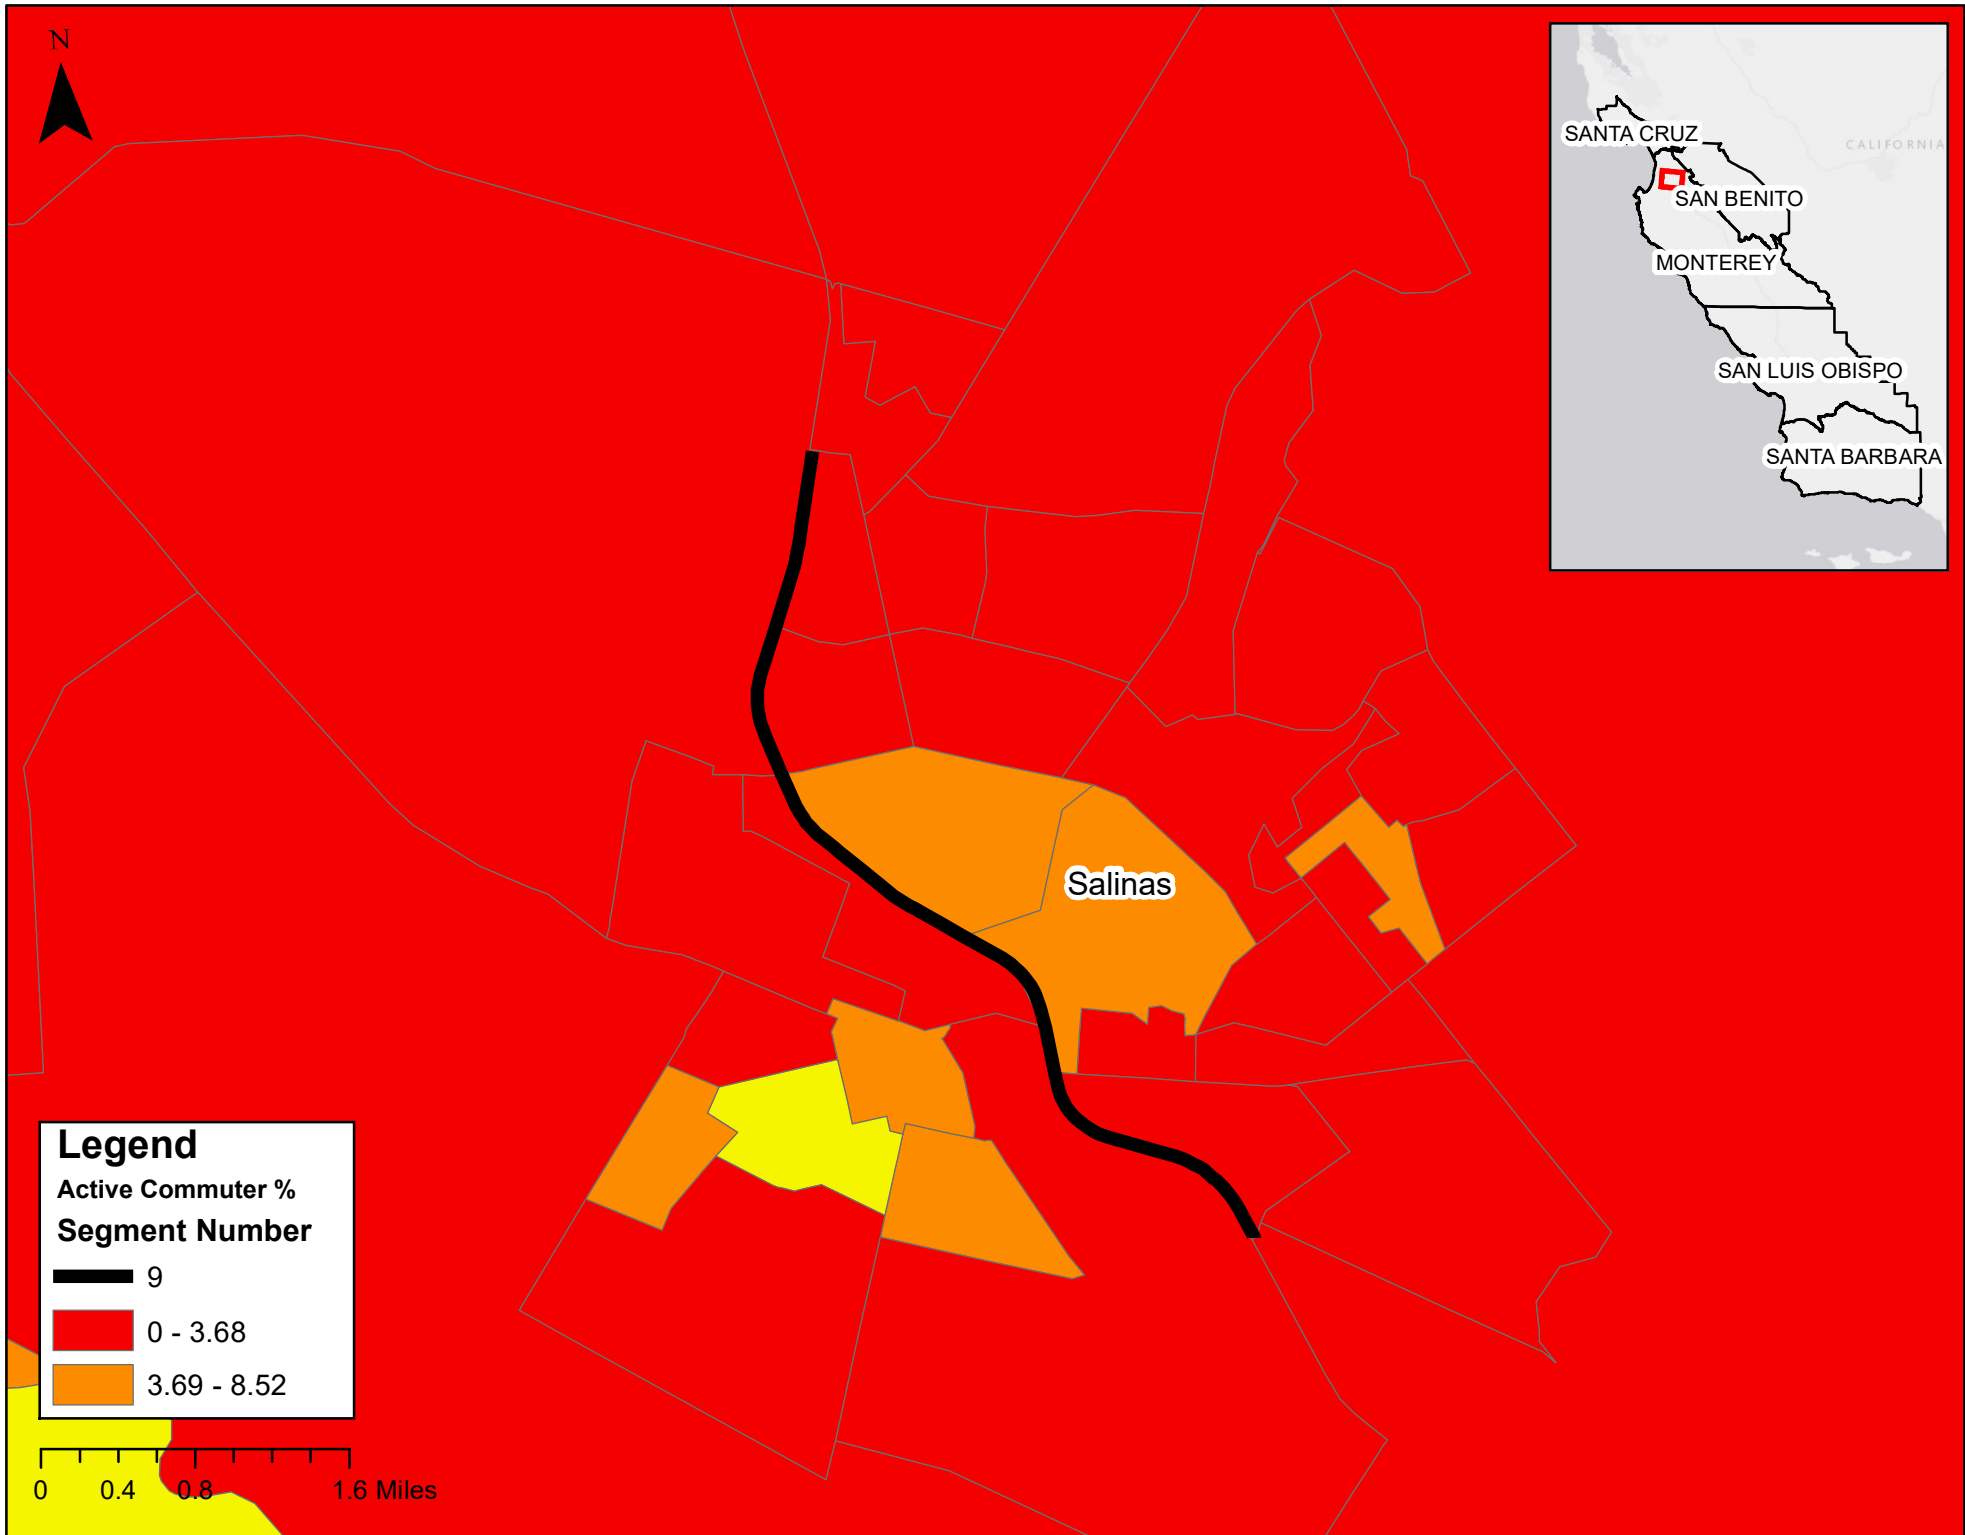 N
SANTA CRUZ
CALIFORNIA
SAN BENITO
MONTEREY
SAN LUIS OBISPO
SANTA BARBARA
Salinas
Legend
Active Commuter %
Segment Number
9
0 - 3.68
3.69 - 8.52
0 0.4 0.8 1.6 Miles